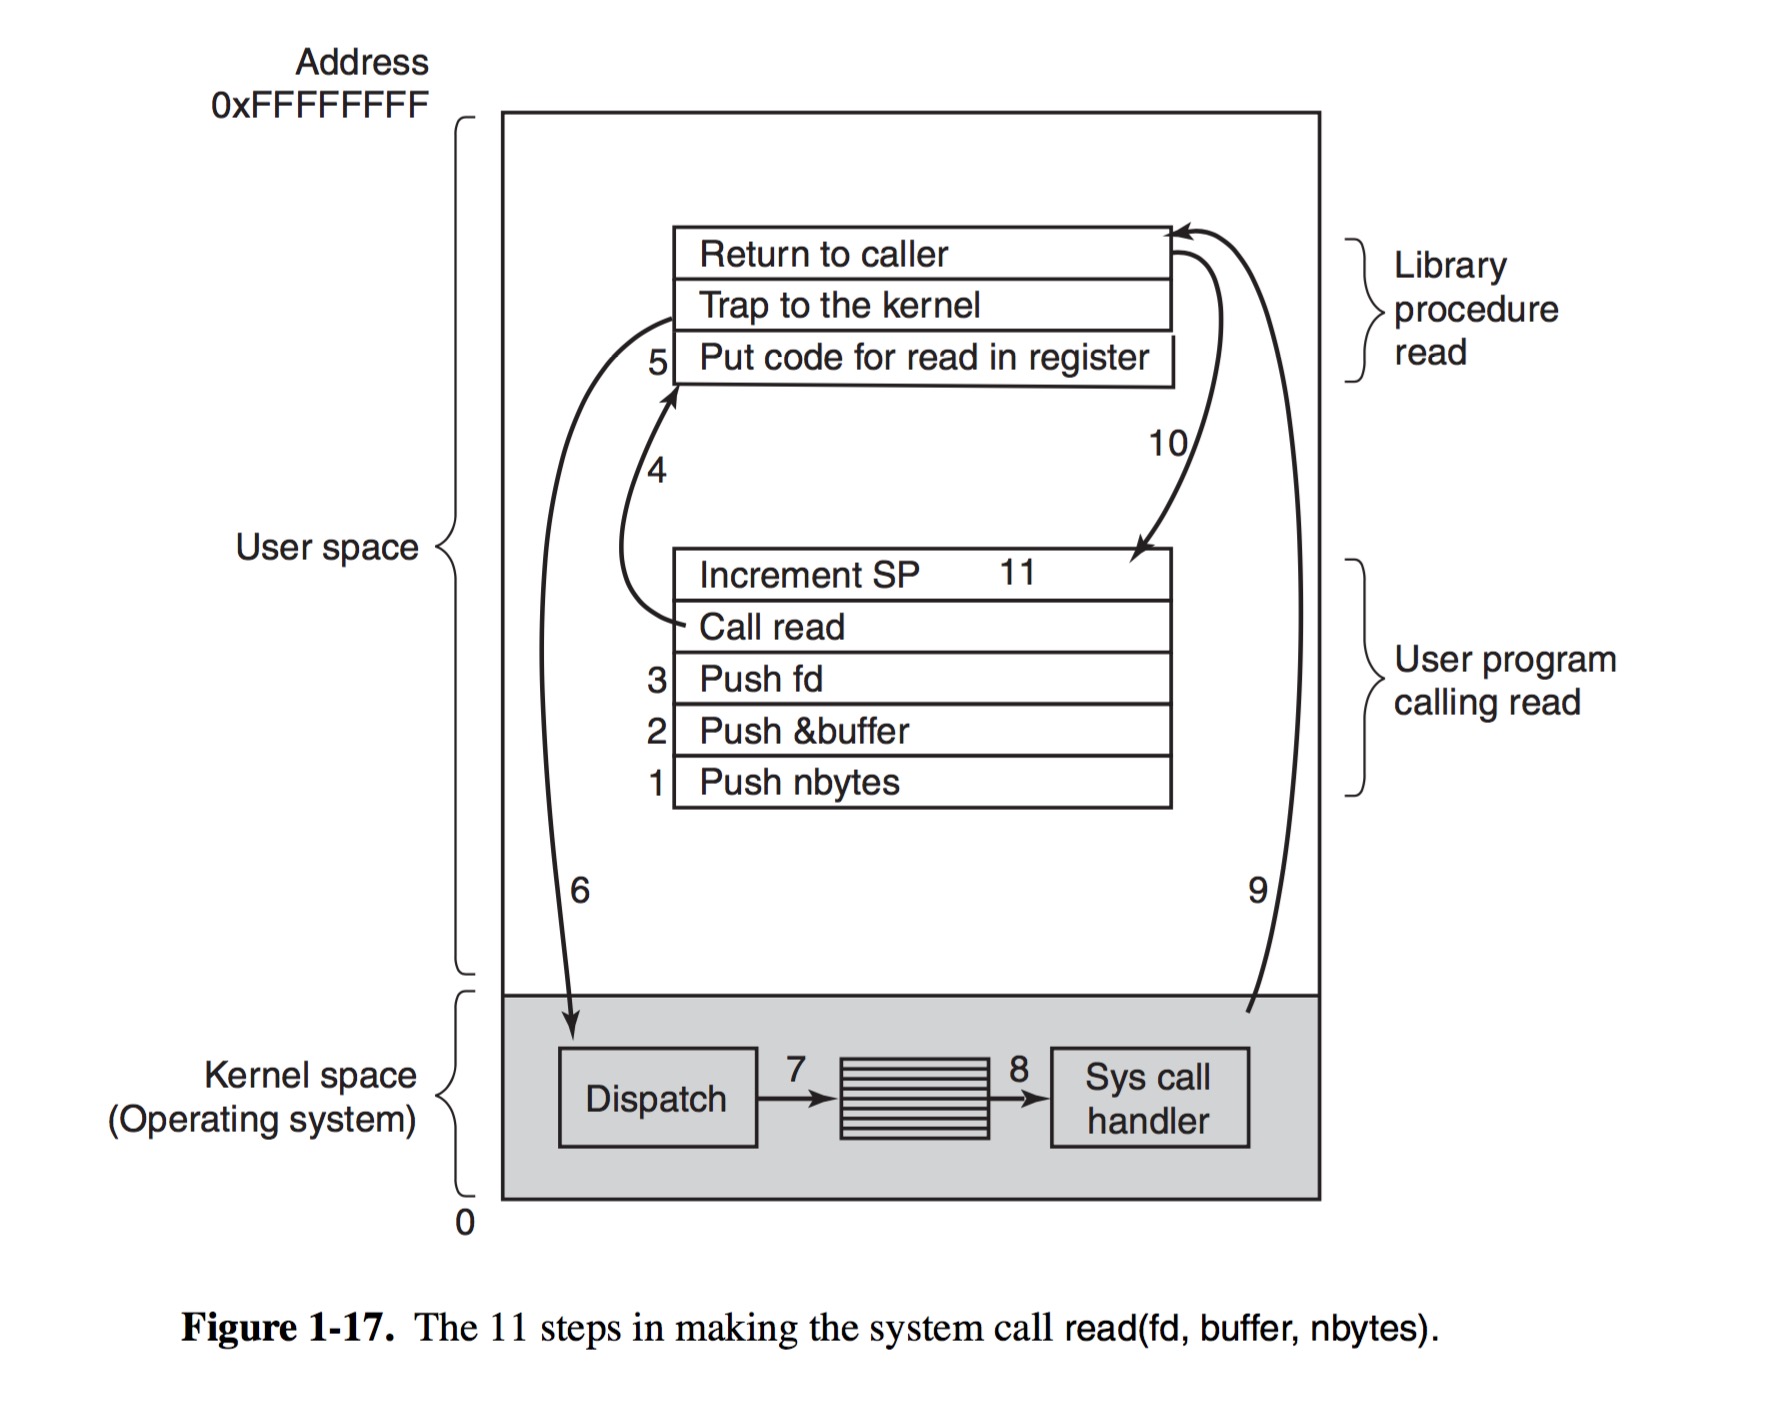 Address
0xFFFFFFFF
Return to caller
Trap to the kernel
5 Put code for read in register
Library
procedure
read
4
10
User space
Increment SP 11
Call read
3 Push fd
2 Push &buffer
1 Push nbytes
User program
calling read
6
9
Kernel space
(Operating system)
Dispatch
7
8
Sys call
handler
0
Figure 1-17. The 11 steps in making the system call read(fd, buffer, nbytes).